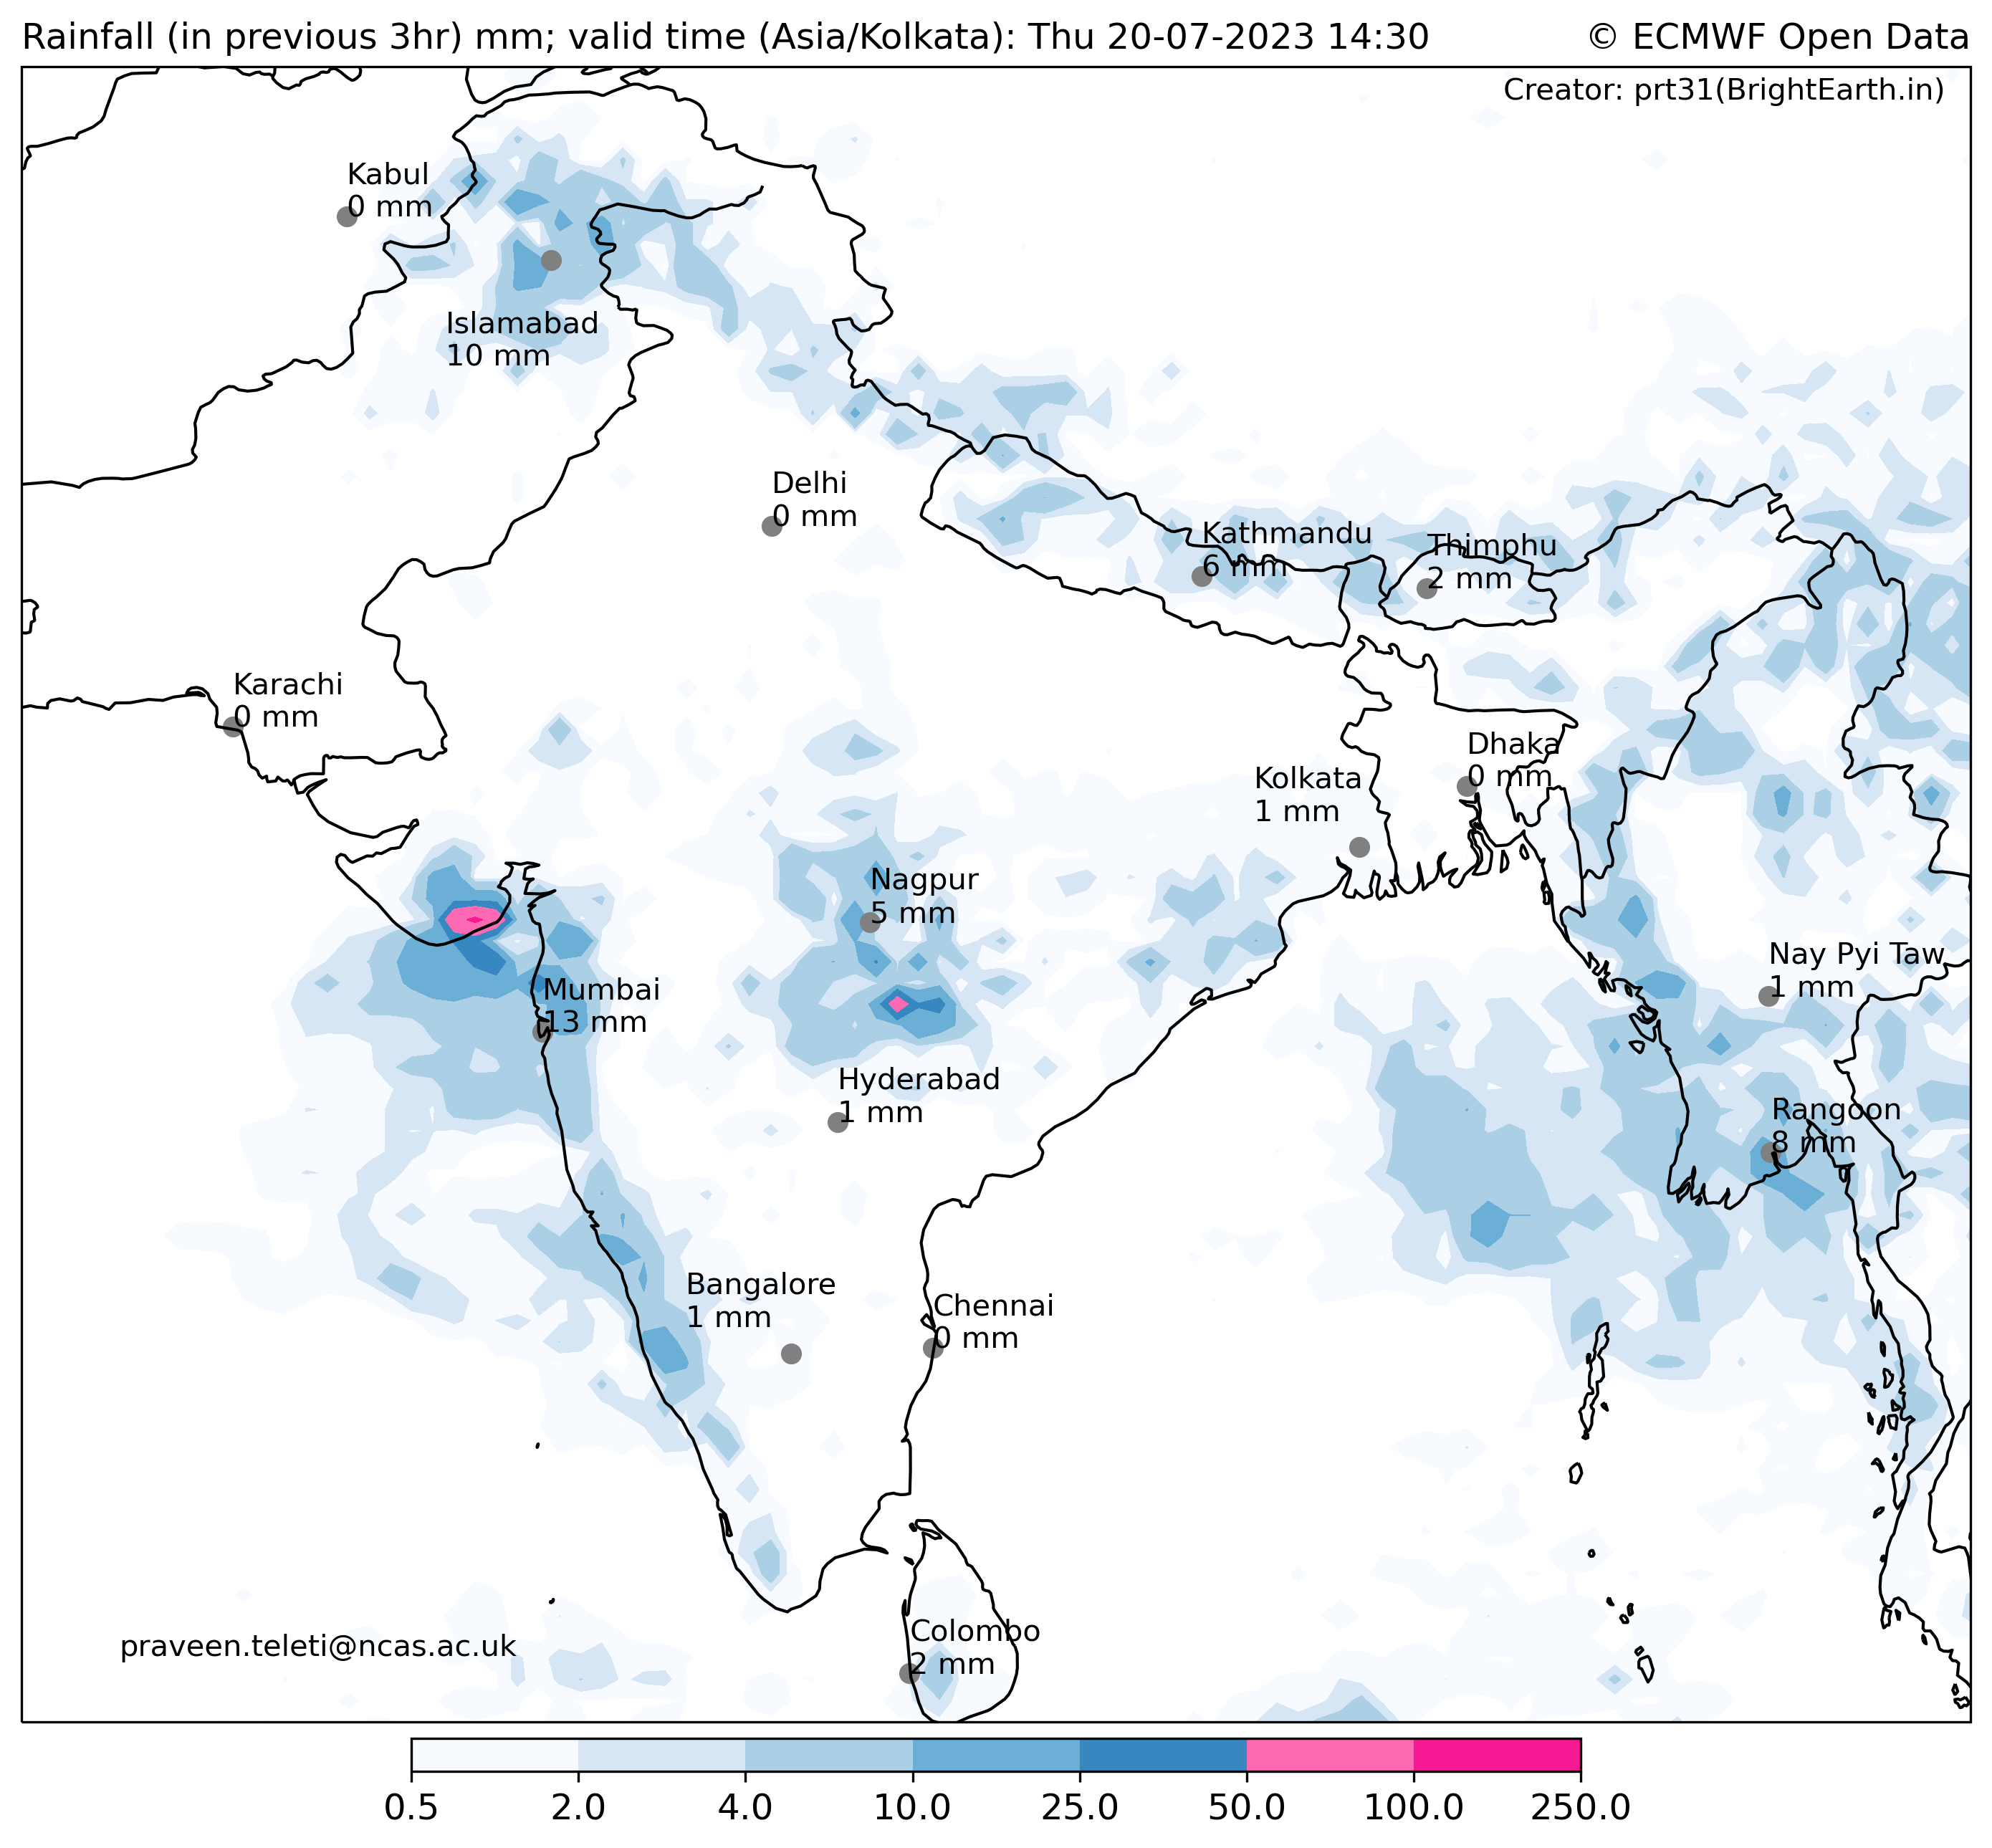 Rainfall (in previous 3hr) mm; valid time (Asia/Kolkata): Thu 20-07-2023 14:30
© ECMWF Open Data
Creator: prt31(BrightEarth.in)
Kabul
0 mm
Islamabad
10 mm
Delhi
0 mm
Kathmandu
6 mm
Thimphu
2 mm
Karachi
0 mm
Dhaka
0 mm
Kolkata
1 mm
Nagpur
5 mm
Nay Pyi Taw
1 mm
Mumbai
13 mm
Hyderabad
1 mm
Rangoon
8 mm
Bangalore
1 mm
Chennai
0 mm
Colombo
2 mm
praveen.teleti@ncas.ac.uk
0.5 2.0 4.0 10.0 25.0 50.0 100.0 250.0